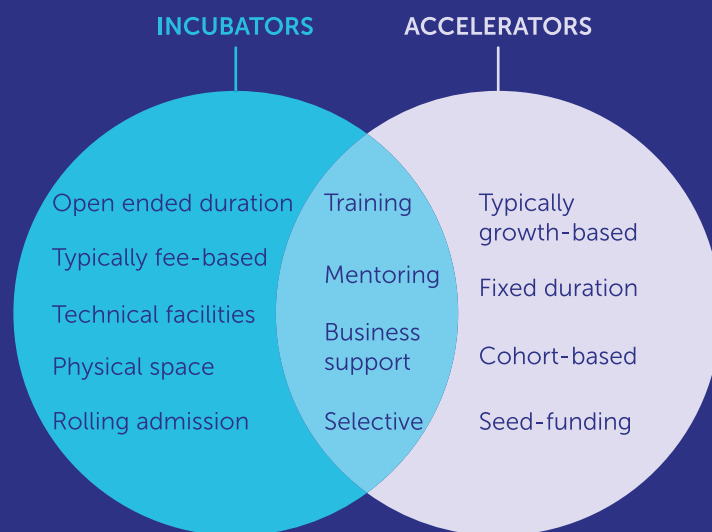 INCUBATORS
ACCELERATORS
Open ended duration
Typically fee-based
Technical facilities
Physical space
Rolling admission
Training
Mentoring
Business
support
Selective
Typically
growth-based
Fixed duration
Cohort-based
Seed-funding